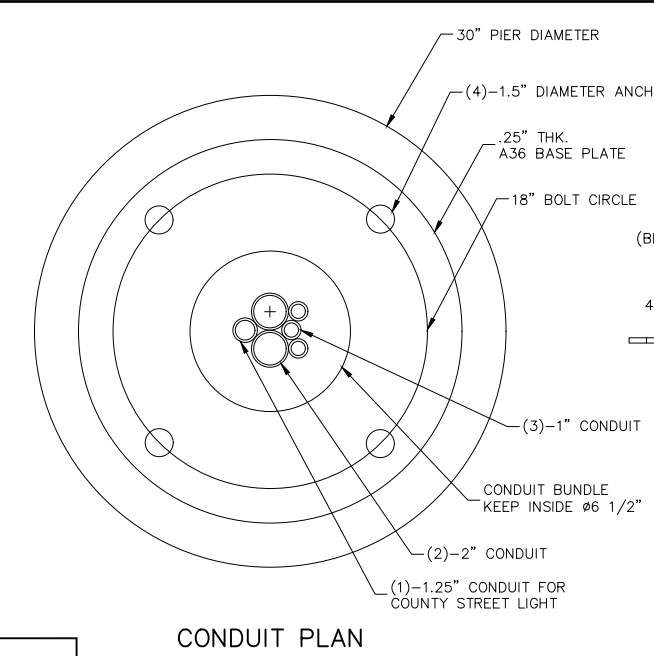 30” PIER DIAMETER
(4)–1.5” DIAMETER ANCH
.25” THK.
A36 BASE PLATE
18” BOLT CIRCLE
(BI
4
(3)–1” CONDUIT
CONDUIT BUNDLE
KEEP INSIDE ø6 1/2”
(2)–2” CONDUIT
(1)–1.25” CONDUIT FOR
COUNTY STREET LIGHT
CONDUIT PLAN